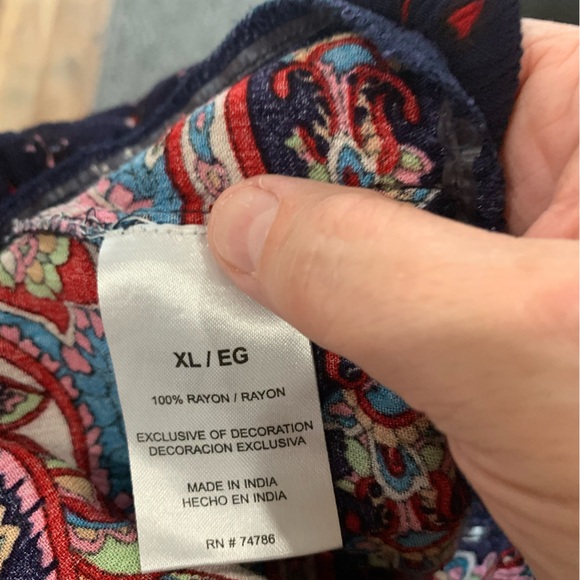 XL / EG
100% RAYON / RAYON
EXCLUSIVE OF DECORATION
DECORACION EXCLUSIVA
MADE IN INDIA
HECHO EN INDIA
RN # 74786